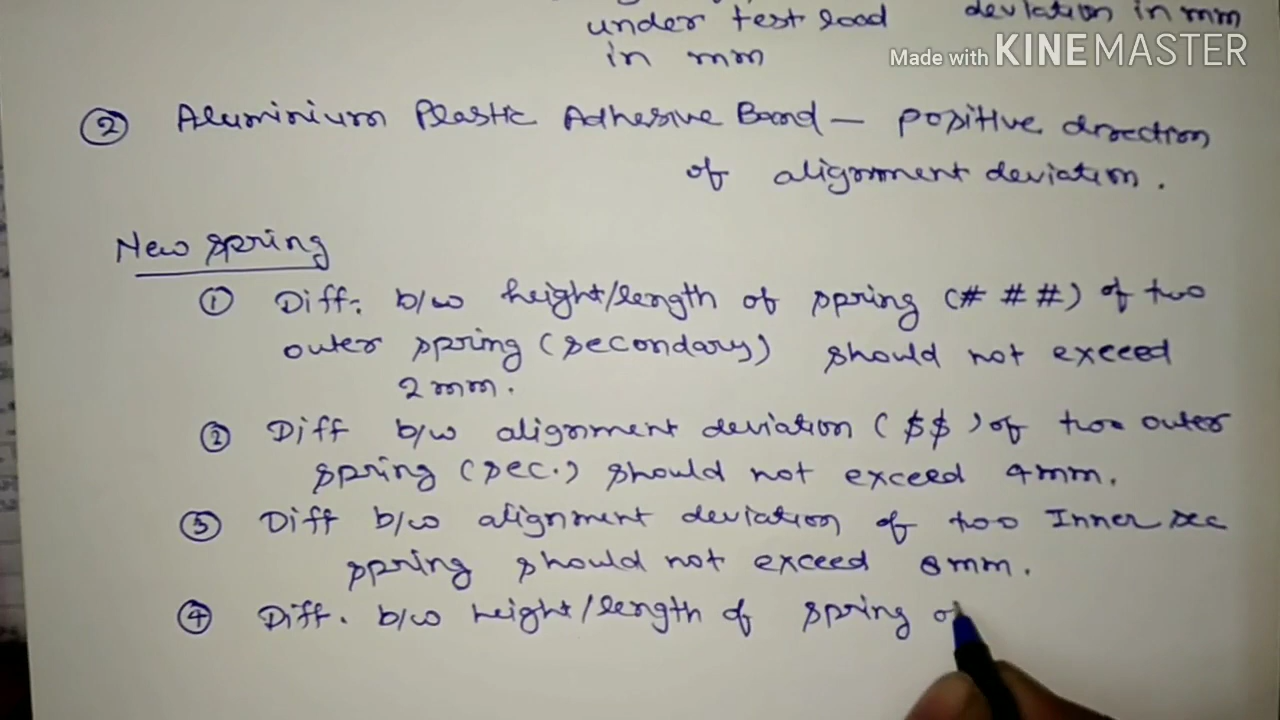 under test load deviation in mm
in mm
Made with KINEMASTER
② Aluminium Plastic Adhesive Band — positive direction
of alignment deviation.
New spring
① Diff: b/w height/length of spring (# # #) of two
outer spring (secondary) should not exceed
2 mm.
② Diff b/w alignment deviation ($$) of two outer
spring (sec.) should not exceed 4mm.
③ Diff b/w alignment deviation of two Inner sec
spring should not exceed 8mm.
④ Diff. b/w height/length of spring of